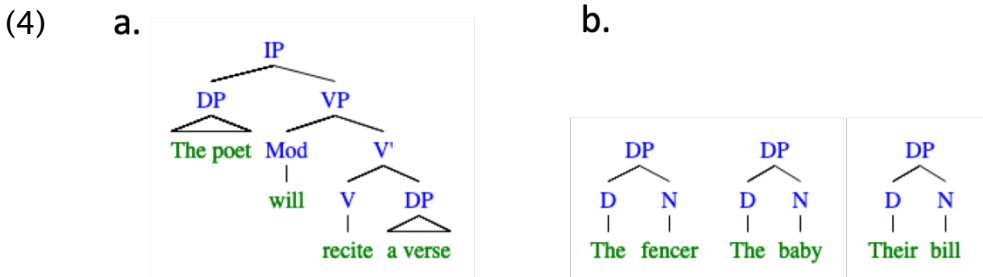 (4) a. b.
IP
DP VP
The poet Mod V'
will V DP
recite a verse
DP DP DP
D N D N D N
The fencer The baby Their bill